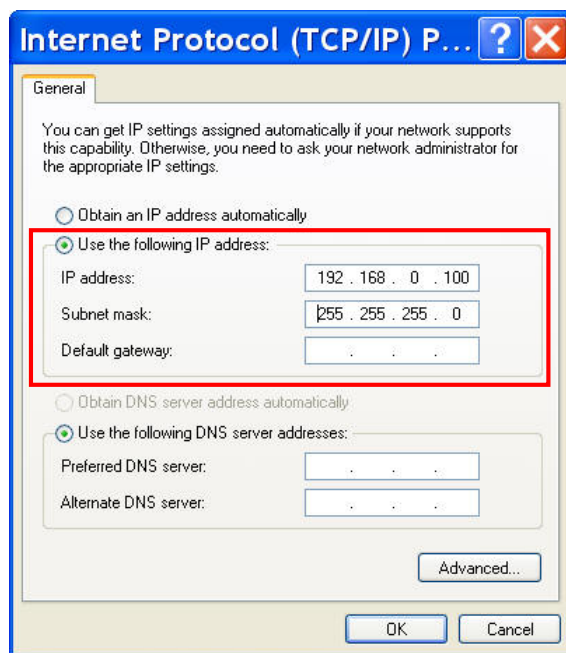 Internet Protocol (TCP/IP) P...
General
You can get IP settings assigned automatically if your network supports
this capability. Otherwise, you need to ask your network administrator for
the appropriate IP settings.
Obtain an IP address automatically
Use the following IP address:
IP address: 192 . 168 . 0 . 100
Subnet mask: 255 . 255 . 255 . 0
Default gateway: . . .
Obtain DNS server address automatically
Use the following DNS server addresses:
Preferred DNS server: . . .
Alternate DNS server: . . .
Advanced...
OK Cancel